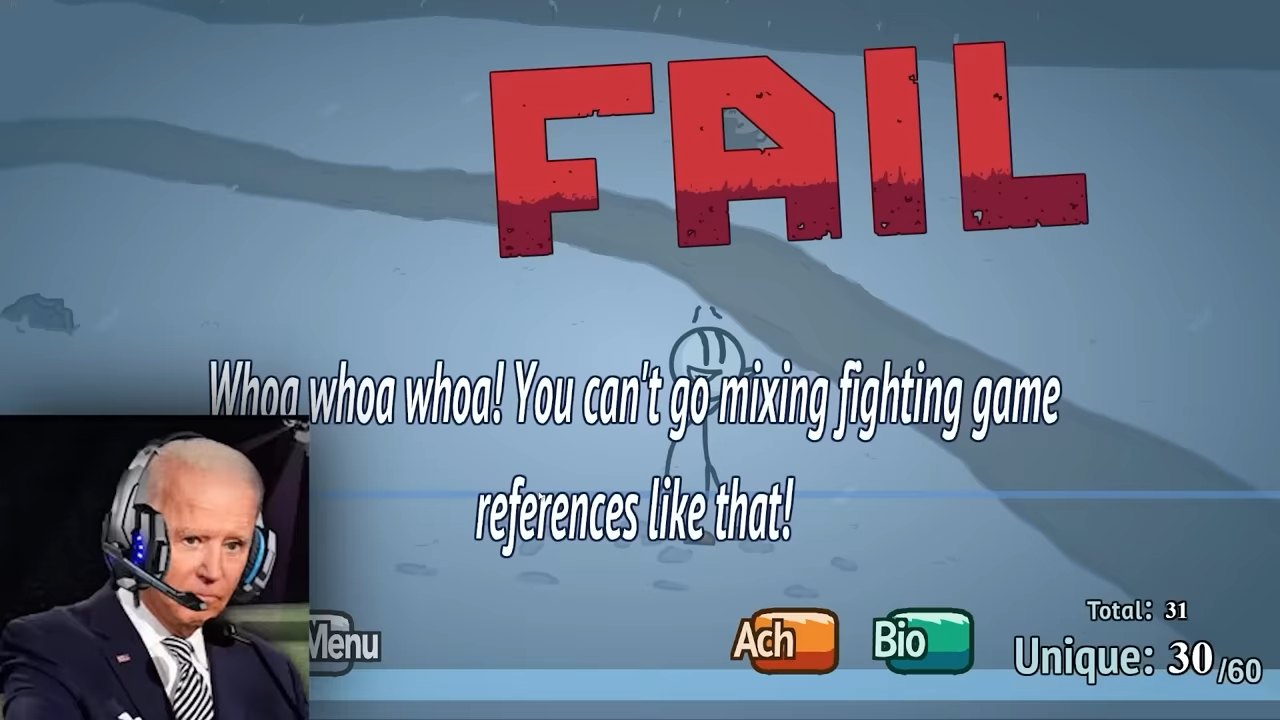 FAIL
Whoa whoa whoa! You can't go mixing fighting game
references like that!
Menu
Ach
Bio
Total: 31
Unique: 30 /60